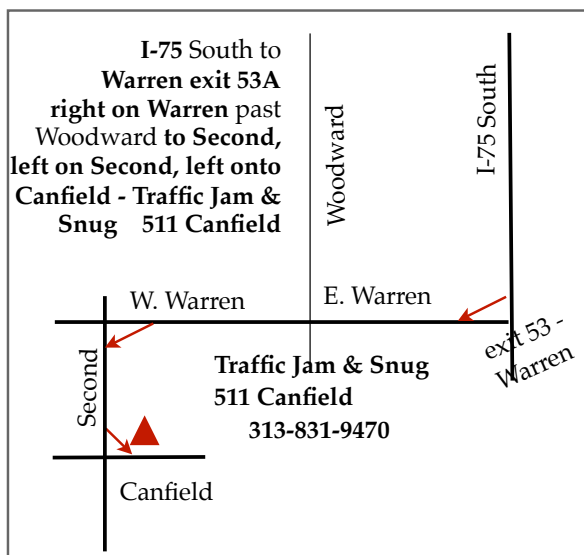 I-75 South to
Warren exit 53A
right on Warren past
Woodward to Second,
left on Second, left onto
Canfield - Traffic Jam &
Snug 511 Canfield
Woodward
I-75 South
W. Warren
E. Warren
exit 53 -
Warren
Second
Traffic Jam & Snug
511 Canfield
313-831-9470
Canfield